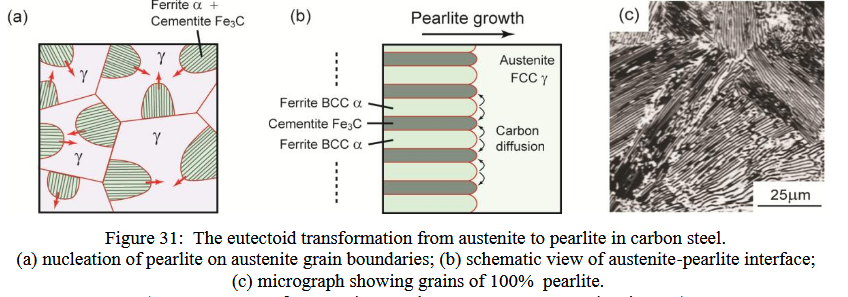 (a)
Ferrite α +
Cementite Fe₃C
γ
γ
γ
γ
(b)
Pearlite growth
Austenite
FCC γ
Ferrite BCC α
Cementite Fe₃C
Ferrite BCC α
Carbon
diffusion
(c)
25μm
Figure 31: The eutectoid transformation from austenite to pearlite in carbon steel.
(a) nucleation of pearlite on austenite grain boundaries; (b) schematic view of austenite-pearlite interface;
(c) micrograph showing grains of 100% pearlite.